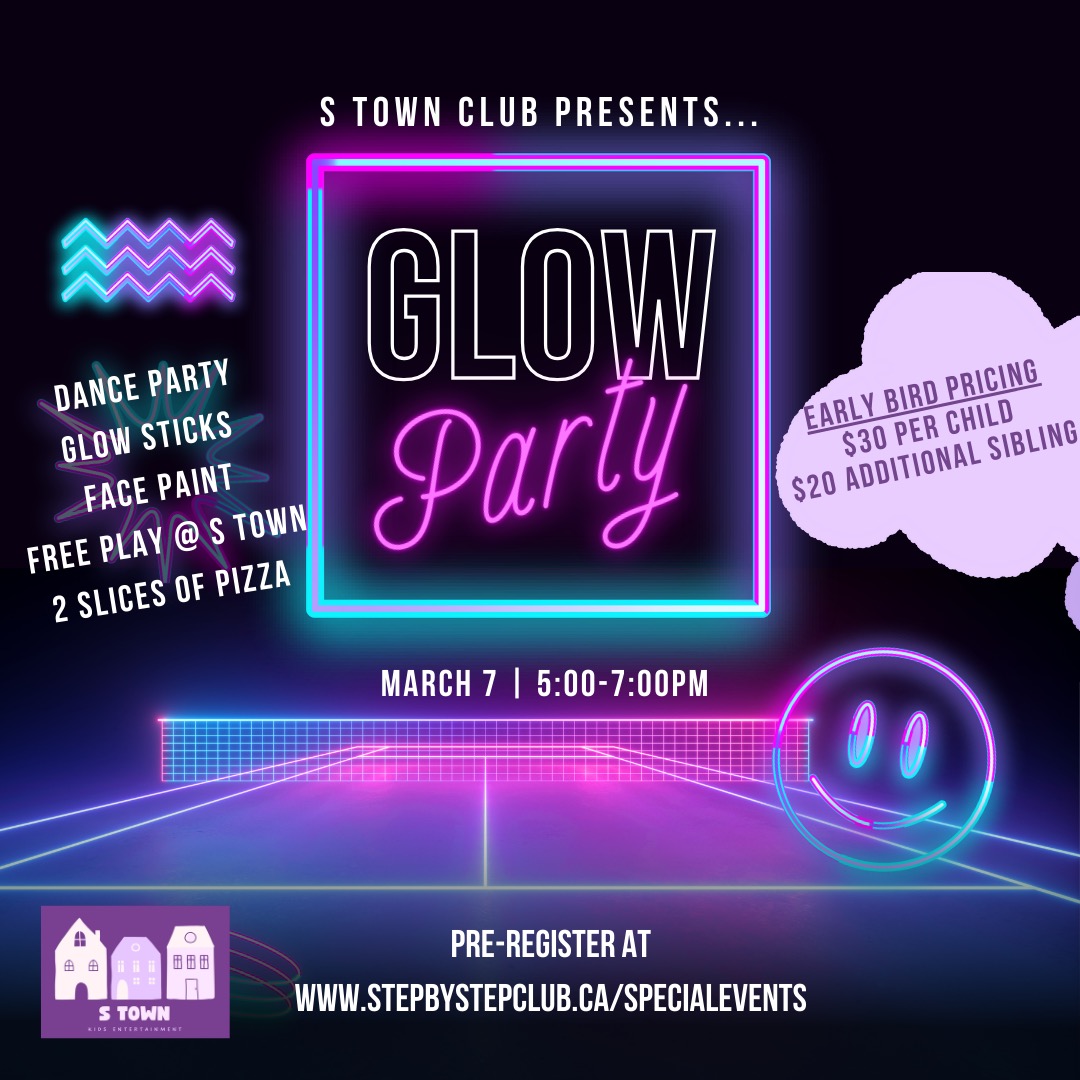 S TOWN CLUB PRESENTS...
GLOW
Party
DANCE PARTY
GLOW STICKS
FACE PAINT
FREE PLAY @ S TOWN
2 SLICES OF PIZZA
EARLY BIRD PRICING
$30 PER CHILD
$20 ADDITIONAL SIBLING
MARCH 7 | 5:00-7:00PM
PRE-REGISTER AT
WWW.STEPBYSTEPCLUB.CA/SPECIALEVENTS
S TOWN
KIDS ENTERTAINMENT